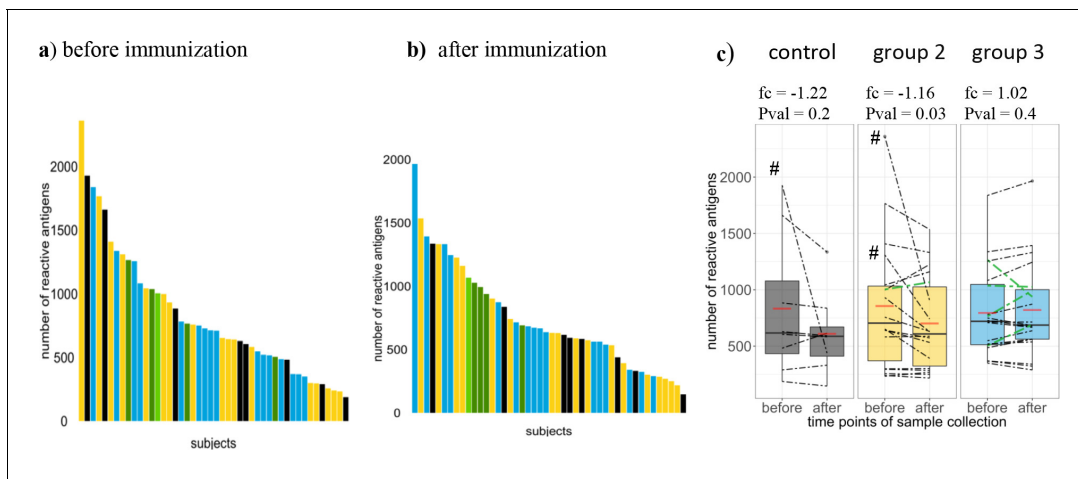 a) before immunization
number of reactive antigens
2000
1500
1000
500
0
subjects
b) after immunization
number of reactive antigens
2000
1500
1000
500
0
subjects
c)
control group 2 group 3
fc = -1.22 fc = -1.16 fc = 1.02
Pval = 0.2 Pval = 0.03 Pval = 0.4
number of reactive antigens
2000
1500
1000
500
#
#
#
before after before after before after
time points of sample collection